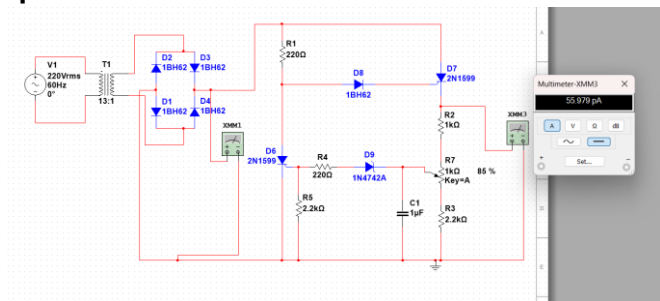 V1
220Vrms
60Hz
0°
T1
13:1
D2
1BH62
D3
1BH62
D1
1BH62
D4
1BH62
XMM1
R1
220Ω
D8
1BH62
D7
2N1599
R2
1kΩ
XMM3
D6
2N1599
R4
220Ω
D9
1N4742A
R7
1kΩ
Key=A
85 %
R5
2.2kΩ
C1
1µF
R3
2.2kΩ
Multimeter-XMM3
55.979 pA
A
V
Ω
dB
+
Set...
-